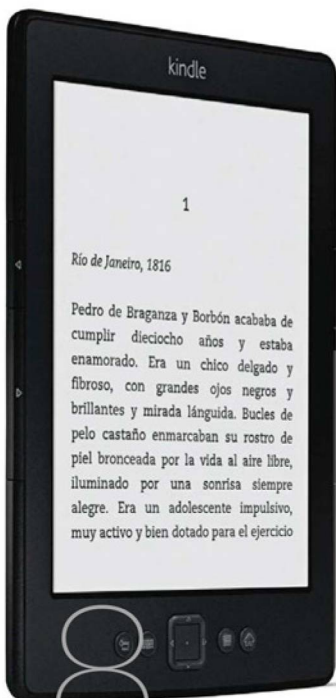 kindle
1
Río de Janeiro, 1816
Pedro de Braganza y Borbón acababa de
cumplir dieciocho años y estaba
enamorado. Era un chico delgado y
fibroso, con grandes ojos negros y
brillantes y mirada lánguida. Bucles de
pelo castaño enmarcaban su rostro de
piel bronceada por la vida al aire libre,
iluminado por una sonrisa siempre
alegre. Era un adolescente impulsivo,
muy activo y bien dotado para el ejercicio